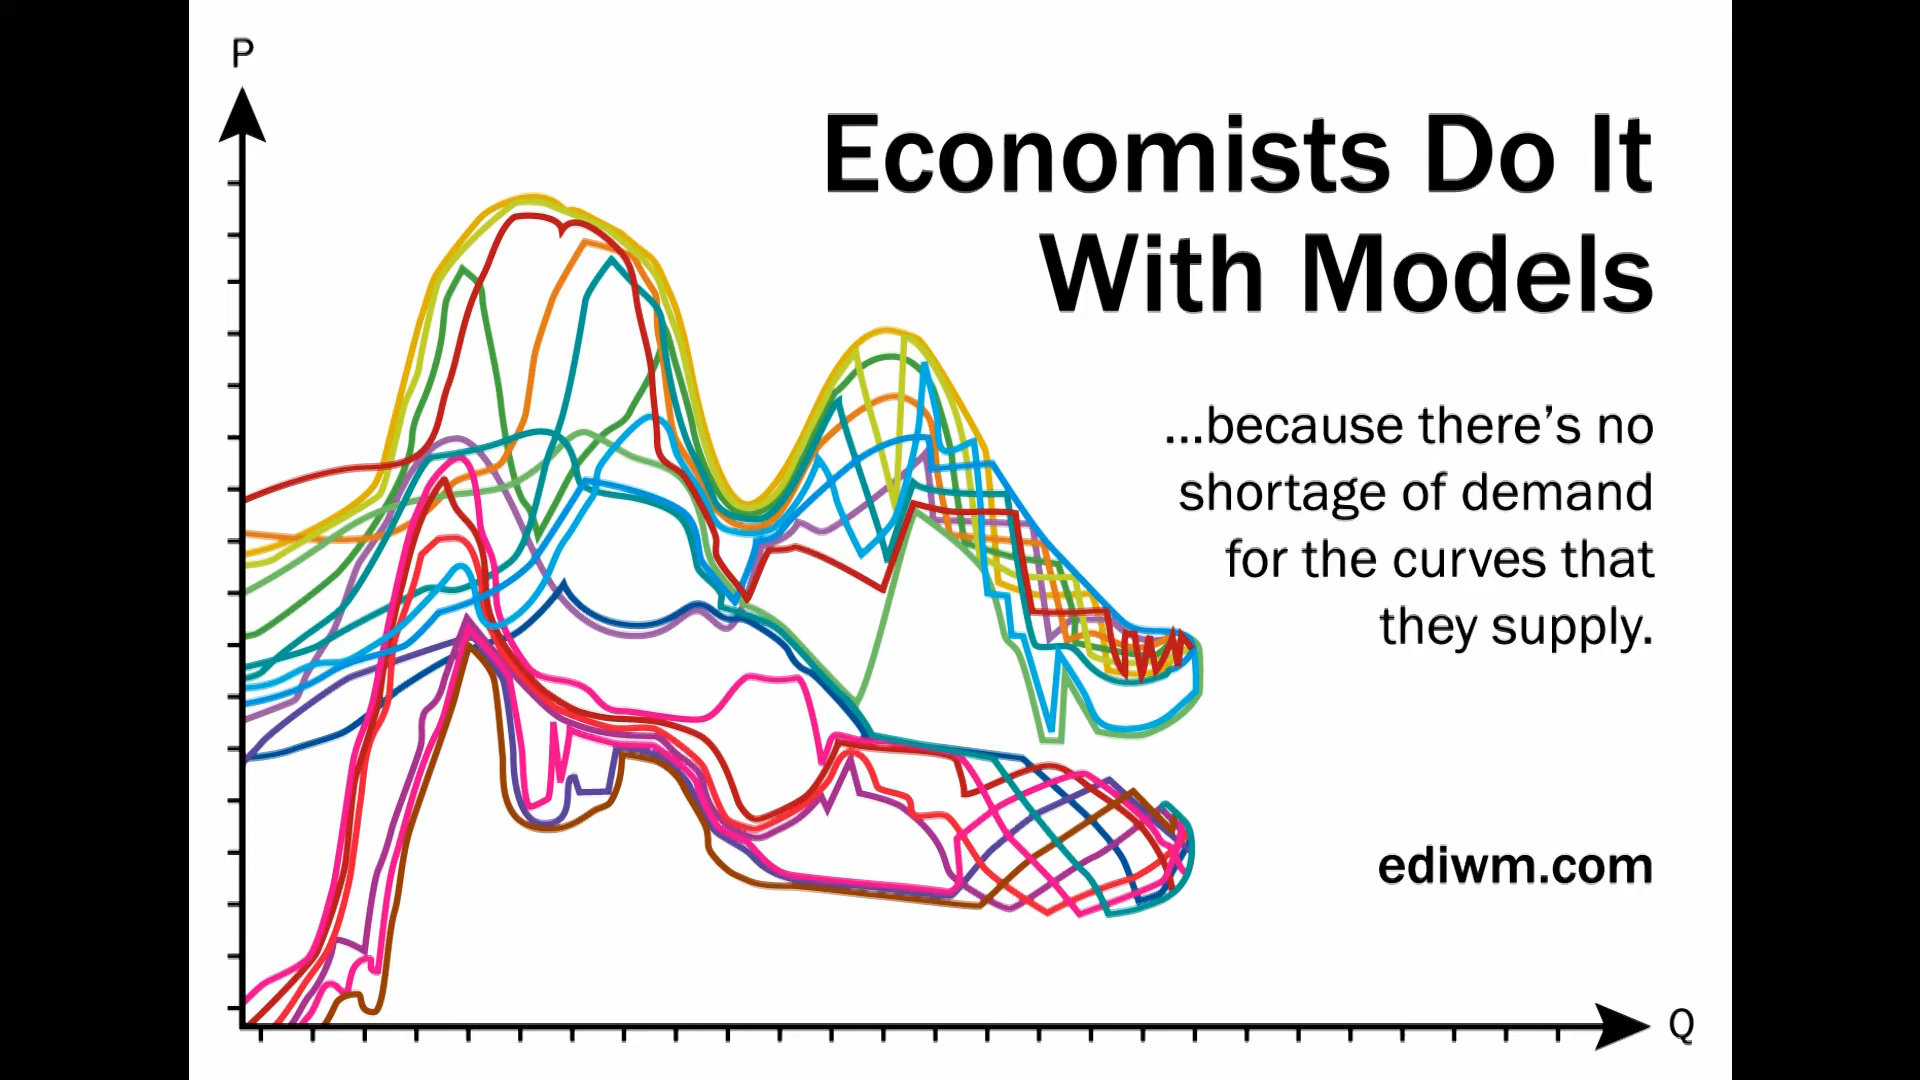 P
Economists Do It
With Models
...because there's no
shortage of demand
for the curves that
they supply.
ediwm.com
Q